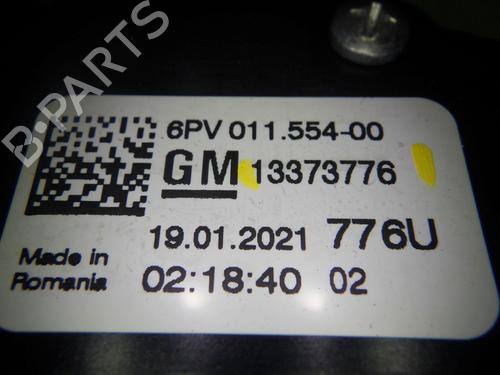 B-PARTS
6PV 011.554-00
GM 13373776
19.01.2021 776U
Made in
Romania
02:18:40 02